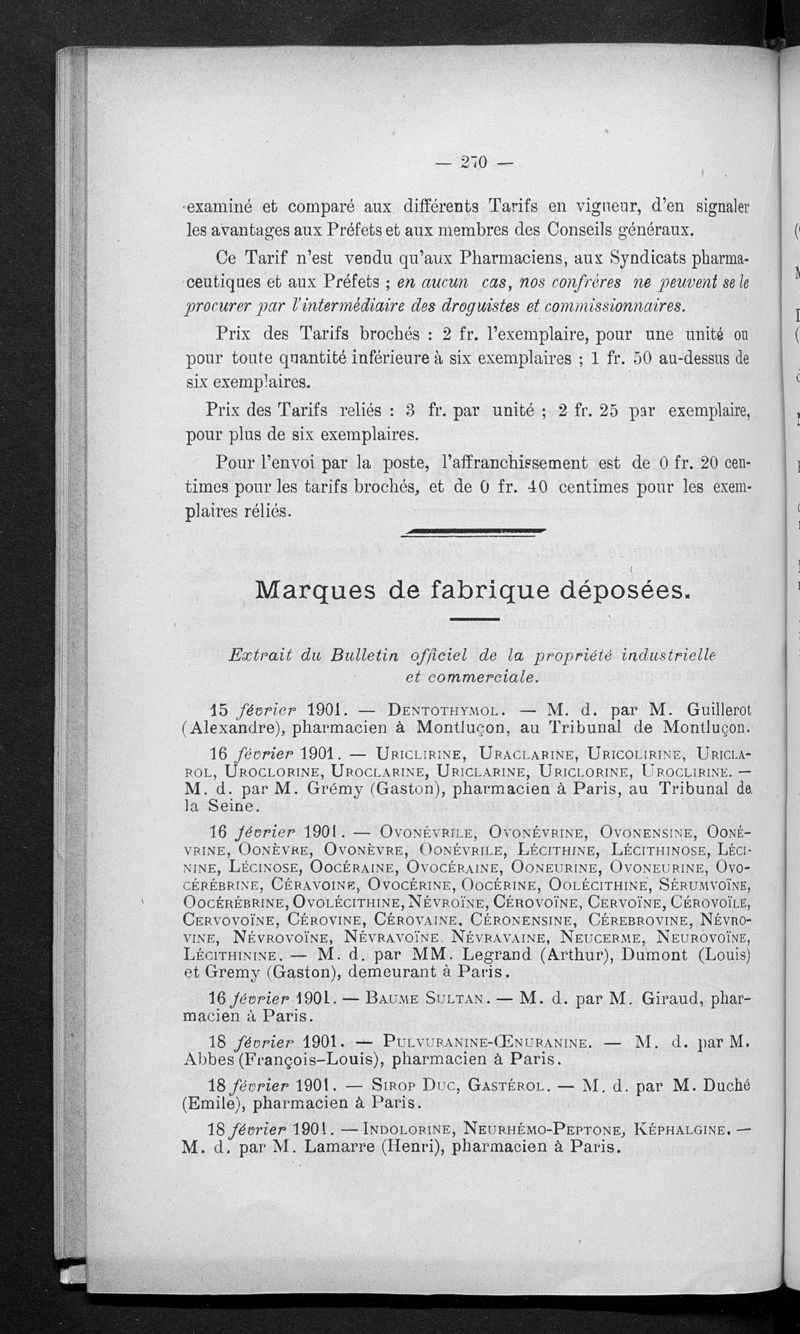 — 270 —
examiné et comparé aux différents Tarifs en vigueur, d'en signaler
les avantages aux Préfets et aux membres des Conseils généraux.
Ce Tarif n'est vendu qu'aux Pharmaciens, aux Syndicats pharma-
ceutiques et aux Préfets ; en aucun cas, nos confrères ne peuvent se le
procurer par l'intermédiaire des droguistes et commissionnaires.
Prix des Tarifs brochés : 2 fr. l'exemplaire, pour une unité ou
pour toute quantité inférieure à six exemplaires ; 1 fr. 50 au-dessus de
six exemplaires.
Prix des Tarifs reliés : 3 fr. par unité ; 2 fr. 25 par exemplaire,
pour plus de six exemplaires.
Pour l'envoi par la poste, l'affranchissement est de 0 fr. 20 cen-
times pour les tarifs brochés, et de 0 fr. 40 centimes pour les exem-
plaires réliés.
Marques de fabrique déposées.
Extrait du Bulletin officiel de la propriété industrielle
et commerciale.
15 février 1901. — DENTOTHYMOL. — M. d. par M. Guillerot
(Alexandre), pharmacien à Montluçon, au Tribunal de Montluçon.
16 février 1901. — URICLIRINE, URACLARINE, URICOLIRINE, URICLA-
ROL, UROCLORINE, UROCLARINE, URICLARINE, URICLORINE, UROCLIRINE. —
M. d. par M. Grémy (Gaston), pharmacien à Paris, au Tribunal de
la Seine.
16 février 1901. — OVONÉVRILE, OVONÉVRINE, OVONENSINE, OONÉ-
VRINE, OONÈVRE, OVONÈVRE, OONÉVRILE, LÉCITHINE, LÉCITHINOSE, LÉCI-
NINE, LÉCINOSE, OOCÉRAINE, OVOCÉRAINE, OONEURINE, OVONEURINE, OVO-
CÉRÉBRINE, CÉRAVOINE, OVOCÉRINE, OOCÉRINE, OOLÉCITHINE, SÉRUMVOÏNE,
OOCÉRÉBRINE, OVOLÉCITHINE, NÉVROÏNE, CÉROVOÏNE, CERVOÏNE, CÉROVOÏLE,
CERVOVOÏNE, CÉROVINE, CÉROVAINE, CÉRONENSINE, CÉREBROVINE, NÉVRO-
VINE, NÉVROVOÏNE, NÉVRAVOÏNE, NÉVRAVAINE, NEUCERME, NEUROVOÏNE,
LÉCITHININE. — M. d. par MM. Legrand (Arthur), Dumont (Louis)
et Gremy (Gaston), demeurant à Paris.
16 février 1901. — BAUME SULTAN. — M. d. par M. Giraud, phar-
macien à Paris.
18 février 1901. — PULVURANINE-ŒNURANINE. — M. d. par M.
Abbes (François-Louis), pharmacien à Paris.
18 février 1901. — SIROP DUC, GASTÉROL. — M. d. par M. Duché
(Emile), pharmacien à Paris.
18 février 1901. — INDOLORINE, NEURHÉMO-PEPTONE, KÉPHALGINE. —
M. d. par M. Lamarre (Henri), pharmacien à Paris.